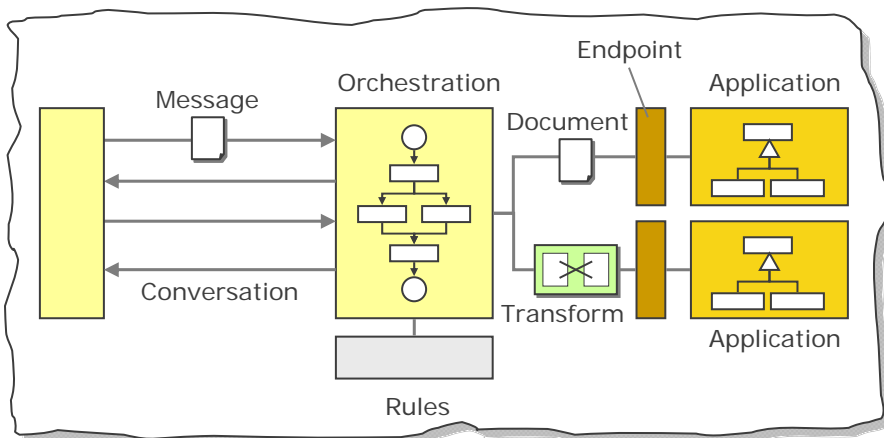 Endpoint
Orchestration
Application
Message
Document
Conversation
Transform
Application
Rules